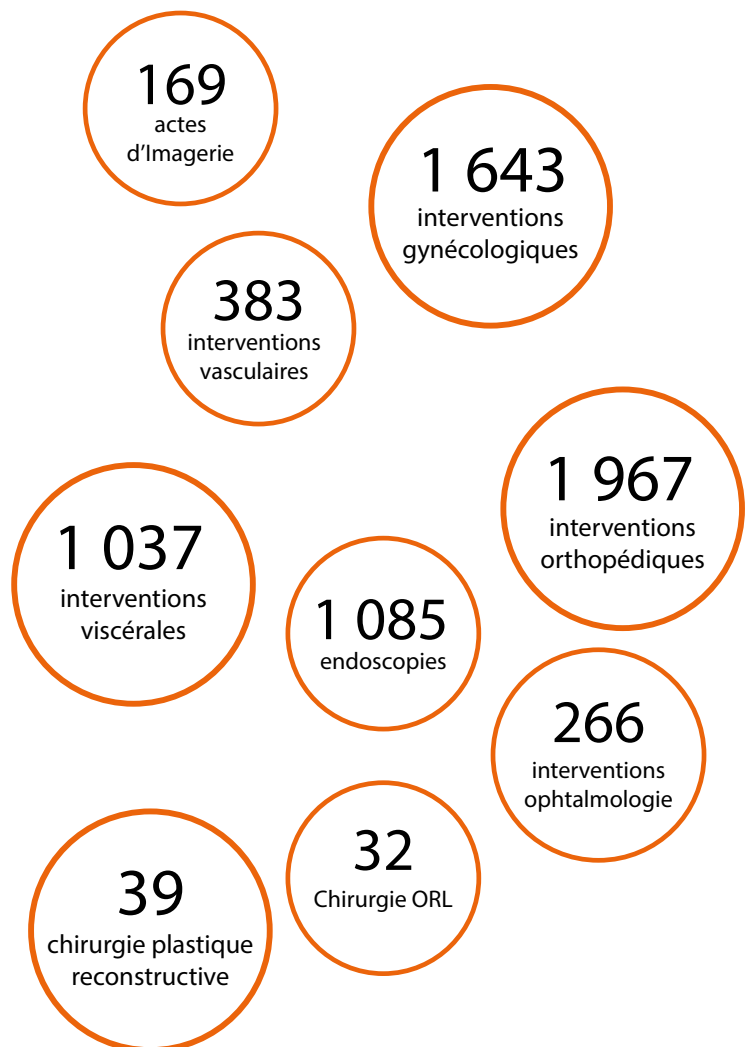 169
actes
d’Imagerie
1 643
interventions
gynécologiques
383
interventions
vasculaires
1 967
interventions
orthopédiques
1 037
interventions
viscérales
1 085
endoscopies
266
interventions
ophtalmologie
32
Chirurgie ORL
39
chirurgie plastique
reconstructive